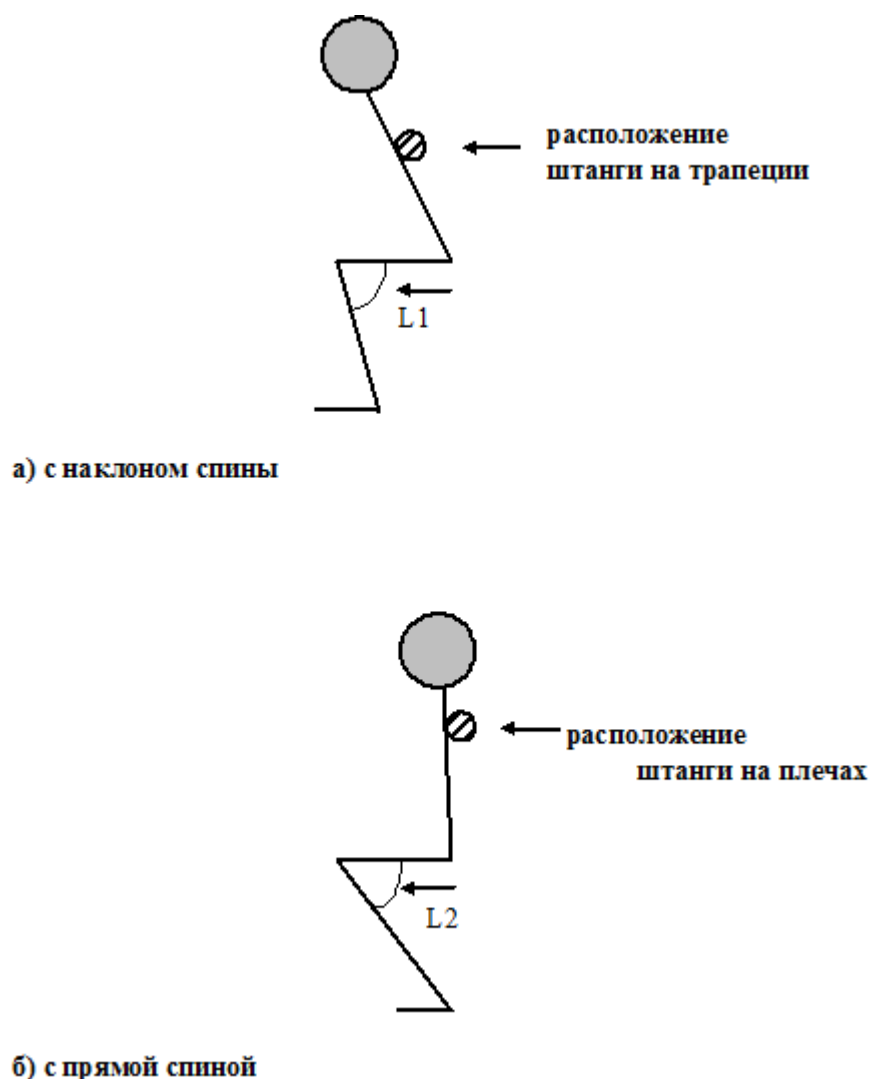 расположение
штанги на трапеции
L1
а) с наклоном спины
расположение
штанги на плечах
L2
б) с прямой спиной